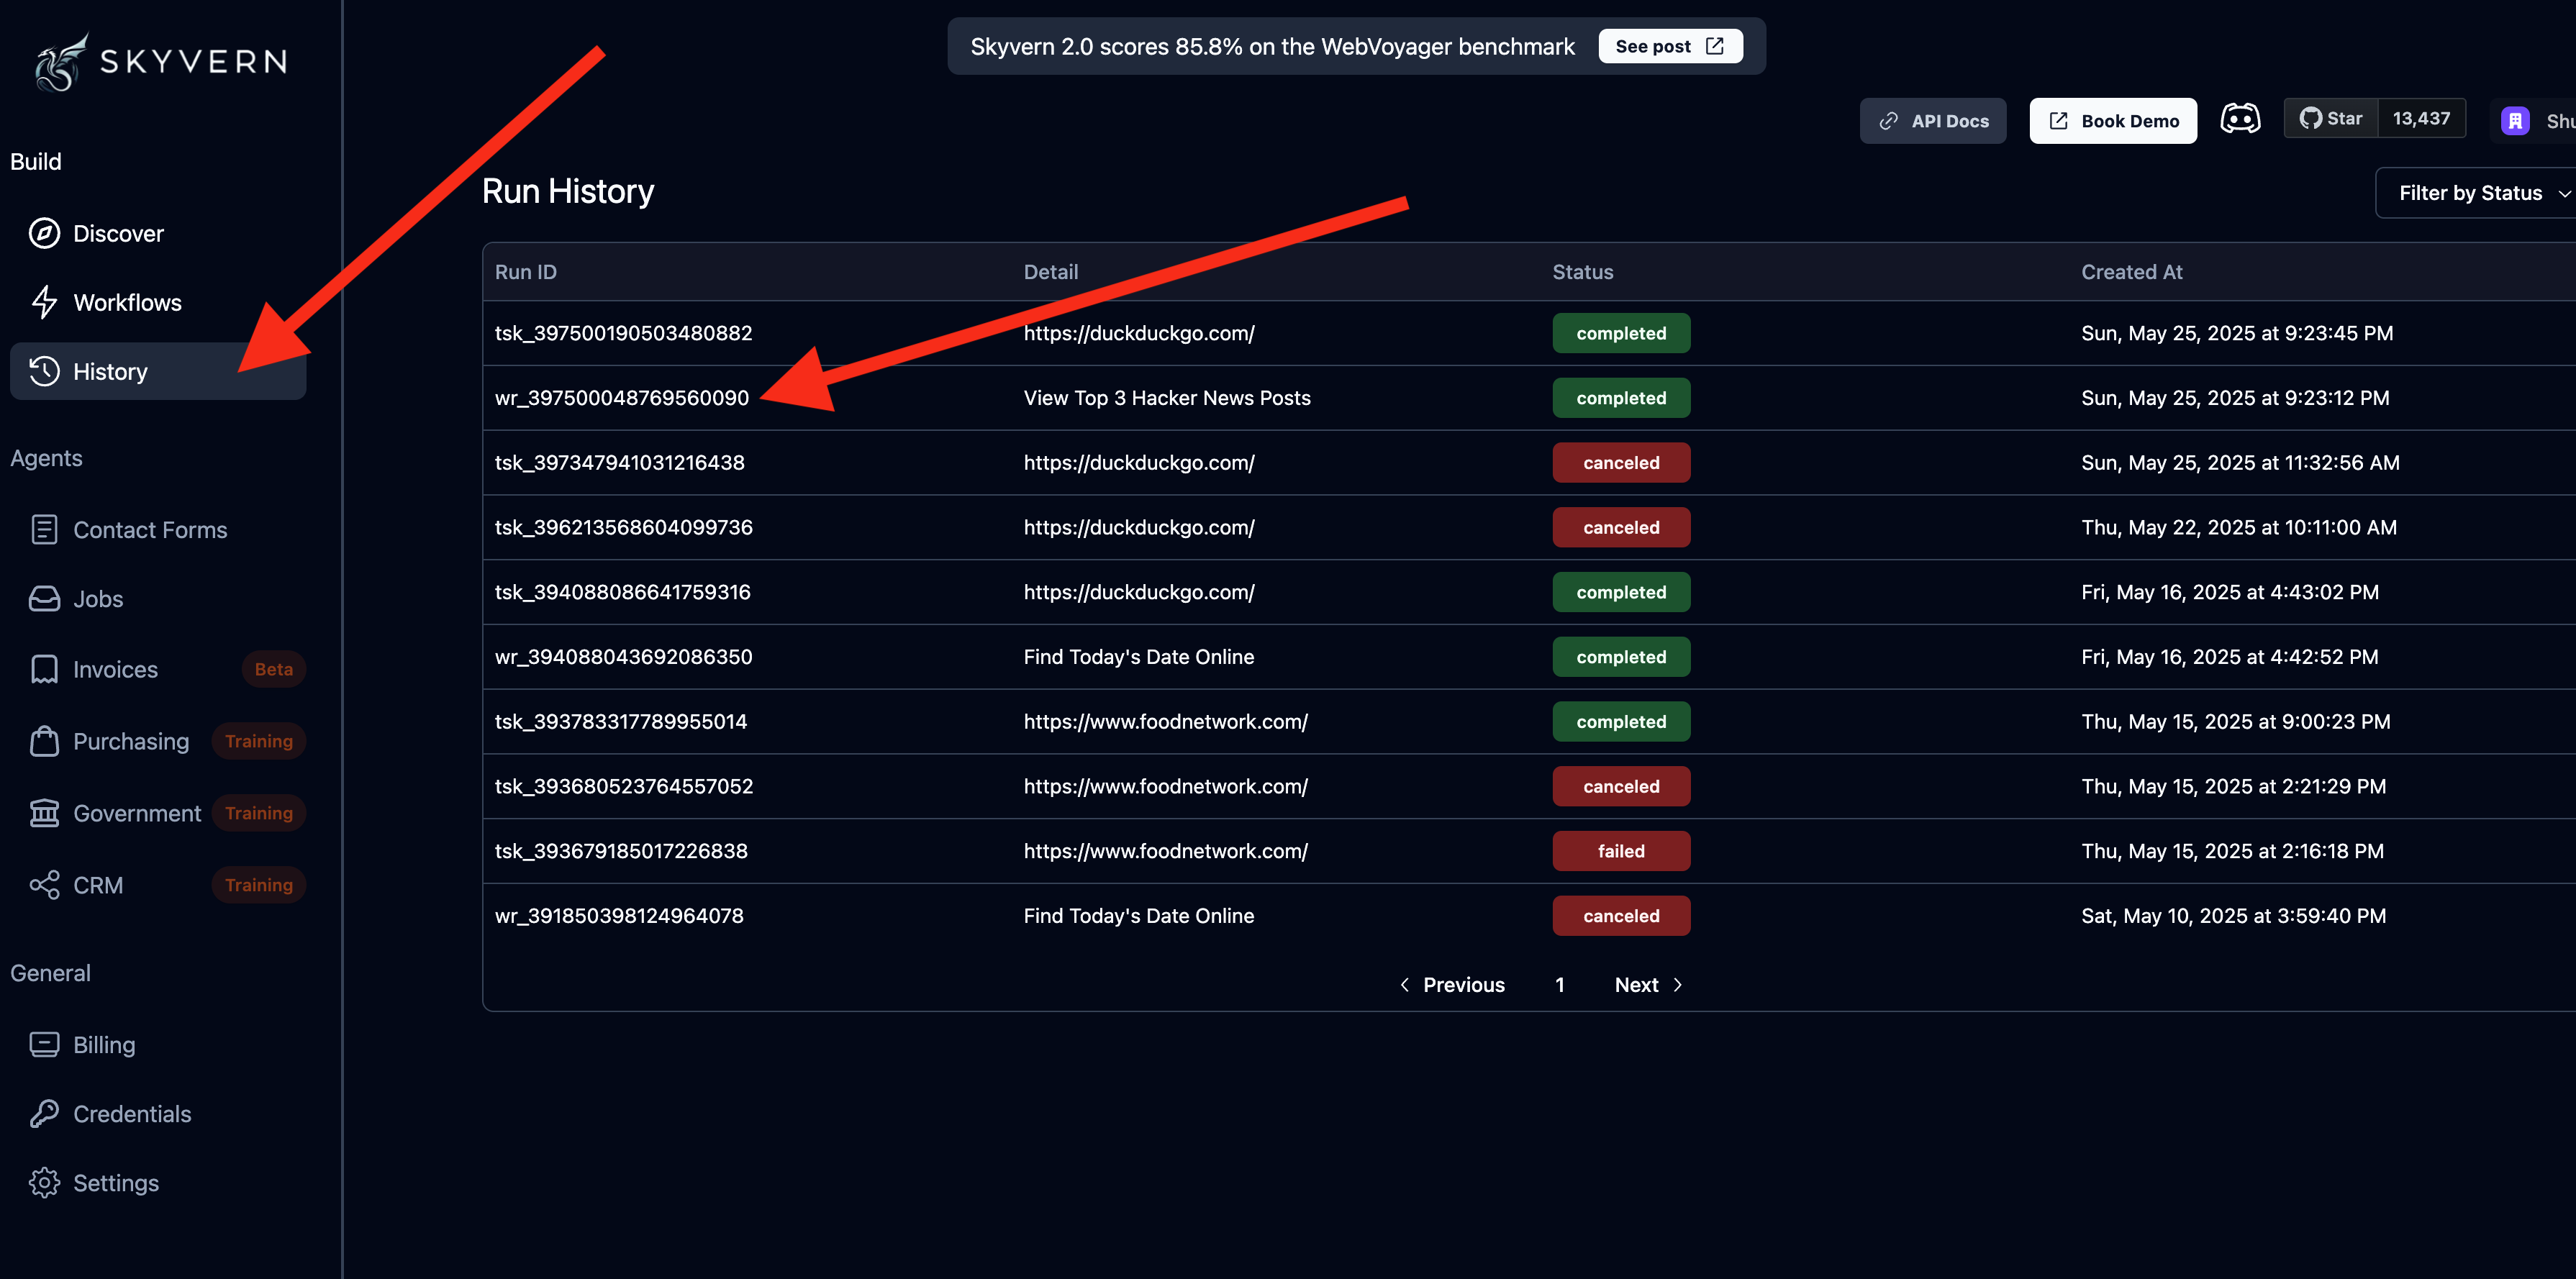 SKYVERN
Skyvern 2.0 scores 85.8% on the WebVoyager benchmark See post
API Docs Book Demo Star 13,437
Build
Discover
Workflows
History
Agents
Contact Forms
Jobs
Invoices Beta
Purchasing Training
Government Training
CRM Training
General
Billing
Credentials
Settings
Run History Filter by Status
Run ID Detail Status Created At
tsk_397500190503480882 https://duckduckgo.com/ completed Sun, May 25, 2025 at 9:23:45 PM
wr_397500048769560090 View Top 3 Hacker News Posts completed Sun, May 25, 2025 at 9:23:12 PM
tsk_397347941031216438 https://duckduckgo.com/ canceled Sun, May 25, 2025 at 11:32:56 AM
tsk_396213568604099736 https://duckduckgo.com/ canceled Thu, May 22, 2025 at 10:11:00 AM
tsk_394088086641759316 https://duckduckgo.com/ completed Fri, May 16, 2025 at 4:43:02 PM
wr_394088043692086350 Find Today's Date Online completed Fri, May 16, 2025 at 4:42:52 PM
tsk_393783317789955014 https://www.foodnetwork.com/ completed Thu, May 15, 2025 at 9:00:23 PM
tsk_393680523764557052 https://www.foodnetwork.com/ canceled Thu, May 15, 2025 at 2:21:29 PM
tsk_393679185017226838 https://www.foodnetwork.com/ failed Thu, May 15, 2025 at 2:16:18 PM
wr_391850398124964078 Find Today's Date Online canceled Sat, May 10, 2025 at 3:59:40 PM
Previous 1 Next